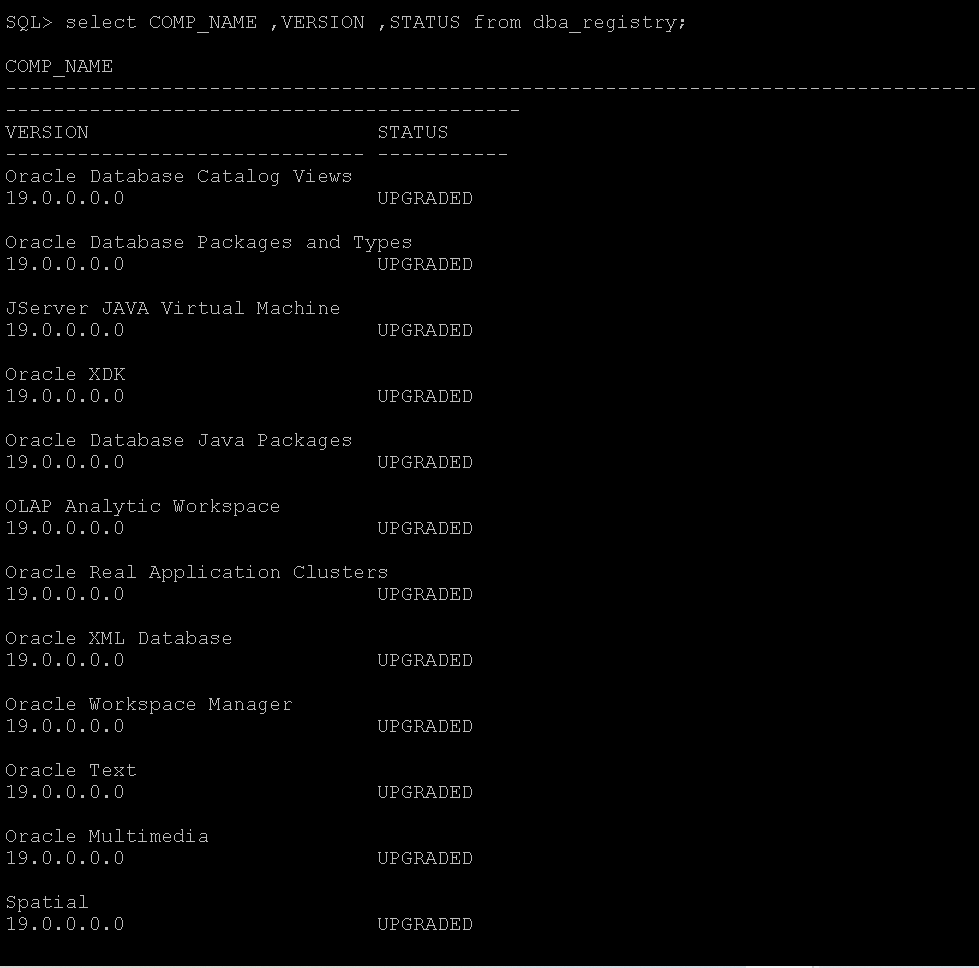 SQL> select COMP_NAME ,VERSION ,STATUS from dba_registry;
COMP_NAME
---------------------------------------------------------------------------------
-------------------------------------------
VERSION                        STATUS
------------------------------ -----------
Oracle Database Catalog Views
19.0.0.0.0                     UPGRADED
Oracle Database Packages and Types
19.0.0.0.0                     UPGRADED
JServer JAVA Virtual Machine
19.0.0.0.0                     UPGRADED
Oracle XDK
19.0.0.0.0                     UPGRADED
Oracle Database Java Packages
19.0.0.0.0                     UPGRADED
OLAP Analytic Workspace
19.0.0.0.0                     UPGRADED
Oracle Real Application Clusters
19.0.0.0.0                     UPGRADED
Oracle XML Database
19.0.0.0.0                     UPGRADED
Oracle Workspace Manager
19.0.0.0.0                     UPGRADED
Oracle Text
19.0.0.0.0                     UPGRADED
Oracle Multimedia
19.0.0.0.0                     UPGRADED
Spatial
19.0.0.0.0                     UPGRADED